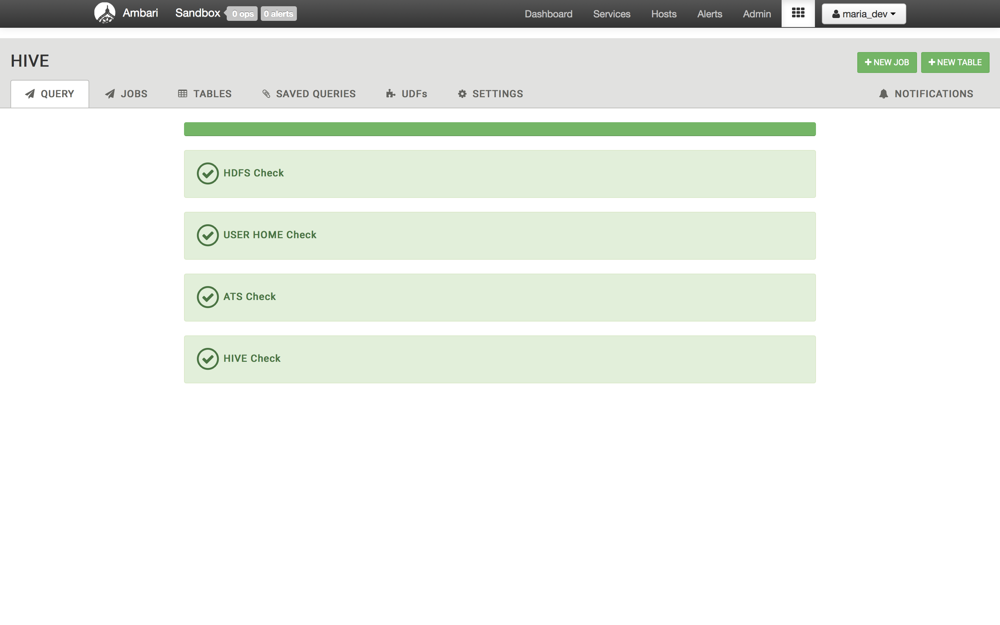 Ambari Sandbox 0 ops 0 alerts Dashboard Services Hosts Alerts Admin maria_dev
HIVE
NEW JOB NEW TABLE
QUERY JOBS TABLES SAVED QUERIES UDFs SETTINGS NOTIFICATIONS
HDFS Check
USER HOME Check
ATS Check
HIVE Check